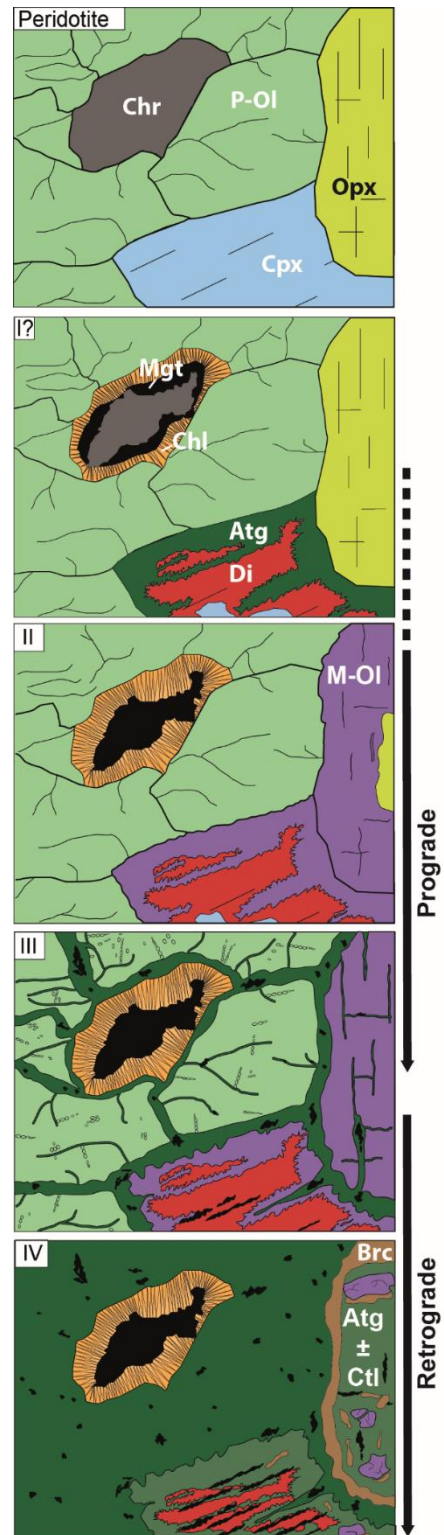 Peridotite
Chr
P-Ol
Opx
Cpx
I?
Mgt
Chl
Atg
Di
II
M-Ol
Prograde
III
IV
Brc
Atg
±
Ctl
Retrograde